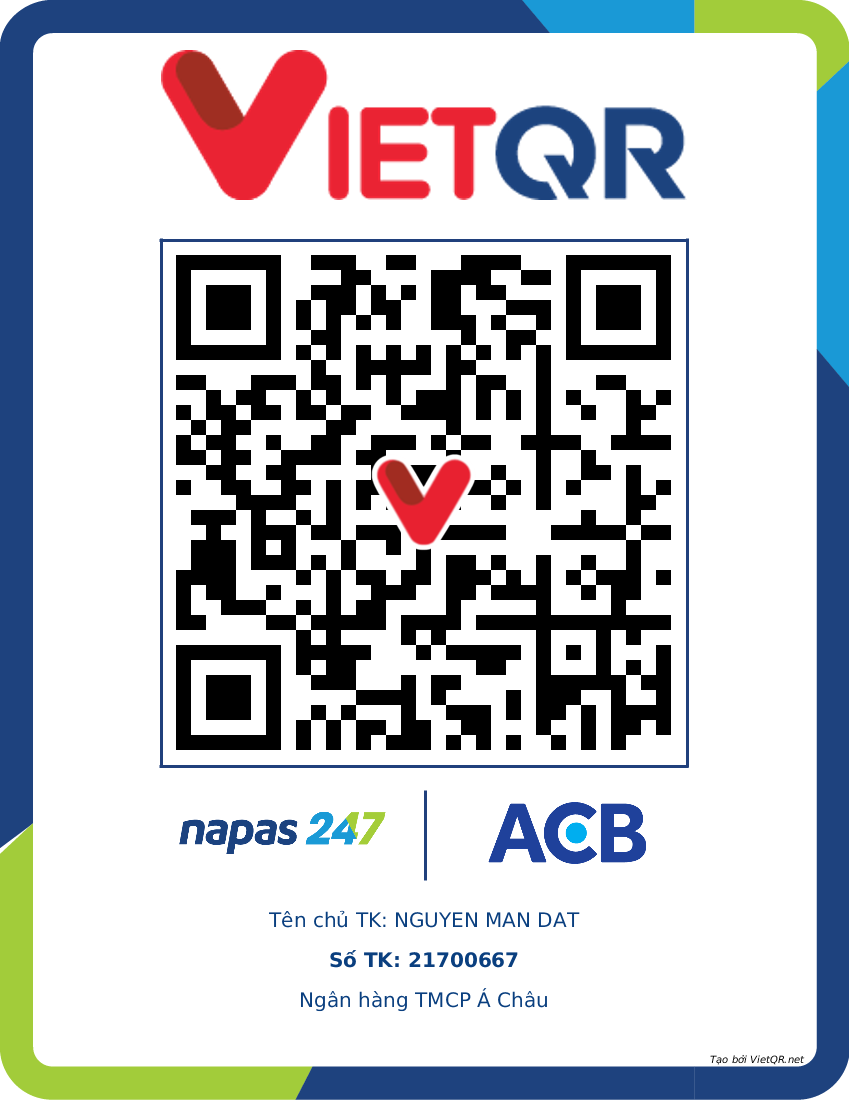 VIETQR
napas 247
ACB
Tên chủ TK: NGUYEN MAN DAT
Số TK: 21700667
Ngân hàng TMCP Á Châu
Tạo bởi VietQR.net